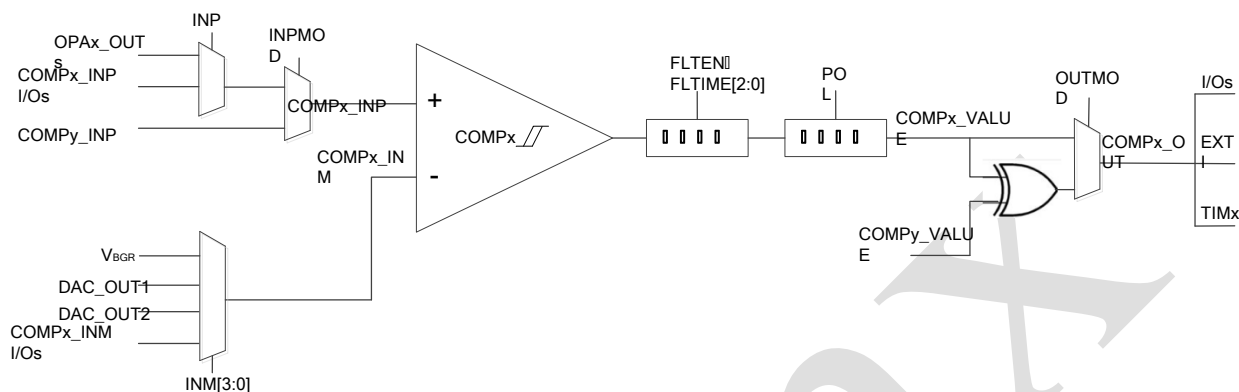 INP
OPAx_OUT
s
COMPx_INP
I/Os
COMPy_INP
INPMO
D
COMPx_INP
+
COMPx
COMPx_IN
M
-
VBGR
DAC_OUT1
DAC_OUT2
COMPx_INM
I/Os
INM[3:0]
FLTEN▯
FLTIME[2:0]
▯ ▯ ▯ ▯
PO
L
▯ ▯ ▯ ▯
COMPx_VALU
E
COMPy_VALU
E
OUTMO
D
COMPx_O
UT
I/Os
EXT
I
TIMx